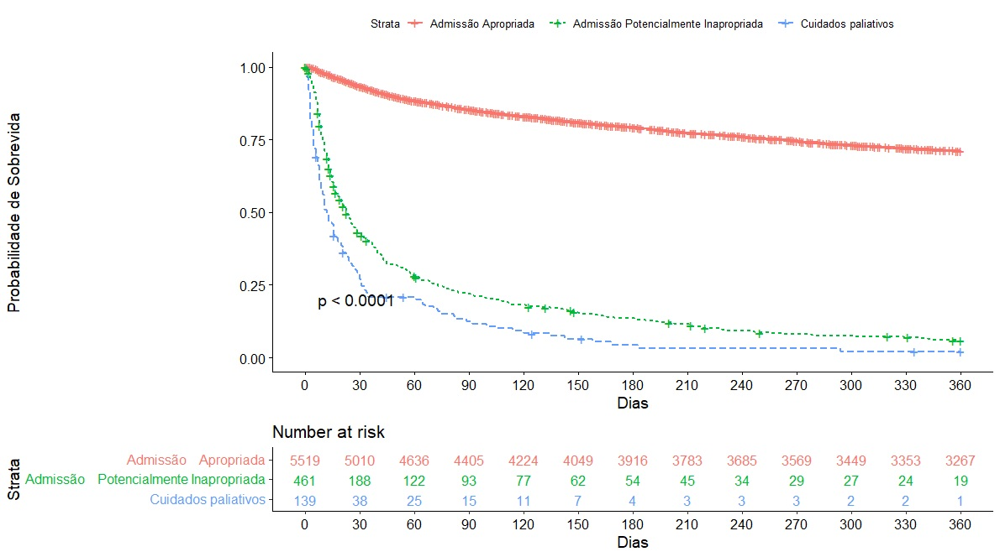 Strata Admissão Apropriada Admissão Potencialmente Inapropriada Cuidados paliativos
Probabilidade de Sobrevida
1.00
0.75
0.50
0.25
0.00
p < 0.0001
0 30 60 90 120 150 180 210 240 270 300 330 360
Dias
Number at risk
Strata
Admissão Apropriada 5519 5010 4636 4405 4224 4049 3916 3783 3685 3569 3449 3353 3267
Admissão Potencialmente Inapropriada 461 188 122 93 77 62 54 45 34 29 27 24 19
Cuidados paliativos 139 38 25 15 11 7 4 3 3 3 2 2 1
0 30 60 90 120 150 180 210 240 270 300 330 360
Dias